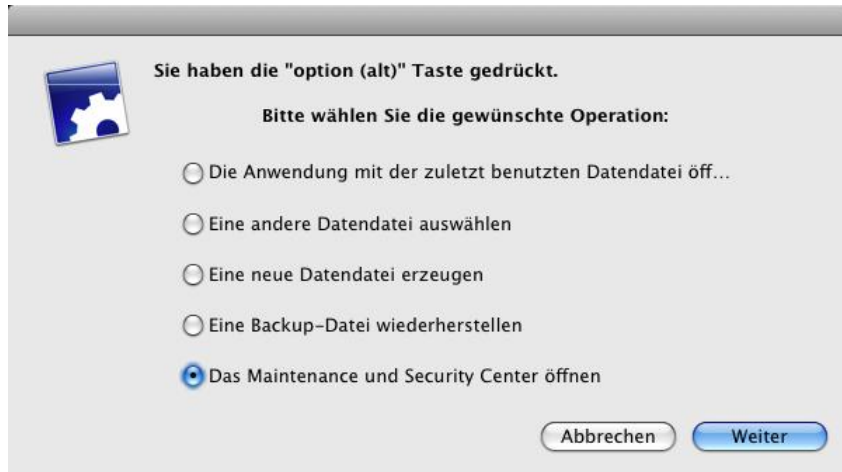 Sie haben die "option (alt)" Taste gedrückt.
Bitte wählen Sie die gewünschte Operation:
Die Anwendung mit der zuletzt benutzten Datendatei öff...
Eine andere Datendatei auswählen
Eine neue Datendatei erzeugen
Eine Backup-Datei wiederherstellen
Das Maintenance und Security Center öffnen
Abbrechen Weiter